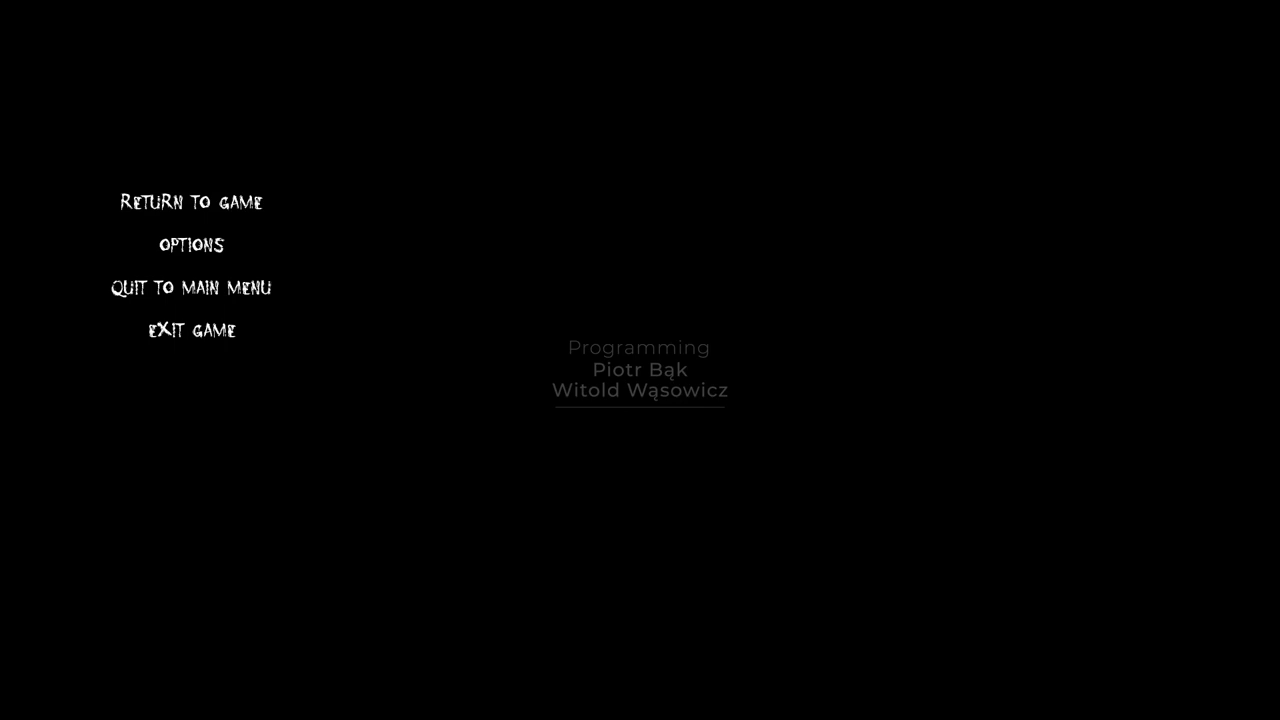 RETURN TO GAME
OPTIONS
QUIT TO MAIN MENU
EXIT GAME
Programming
Piotr Bąk
Witold Wąsowicz